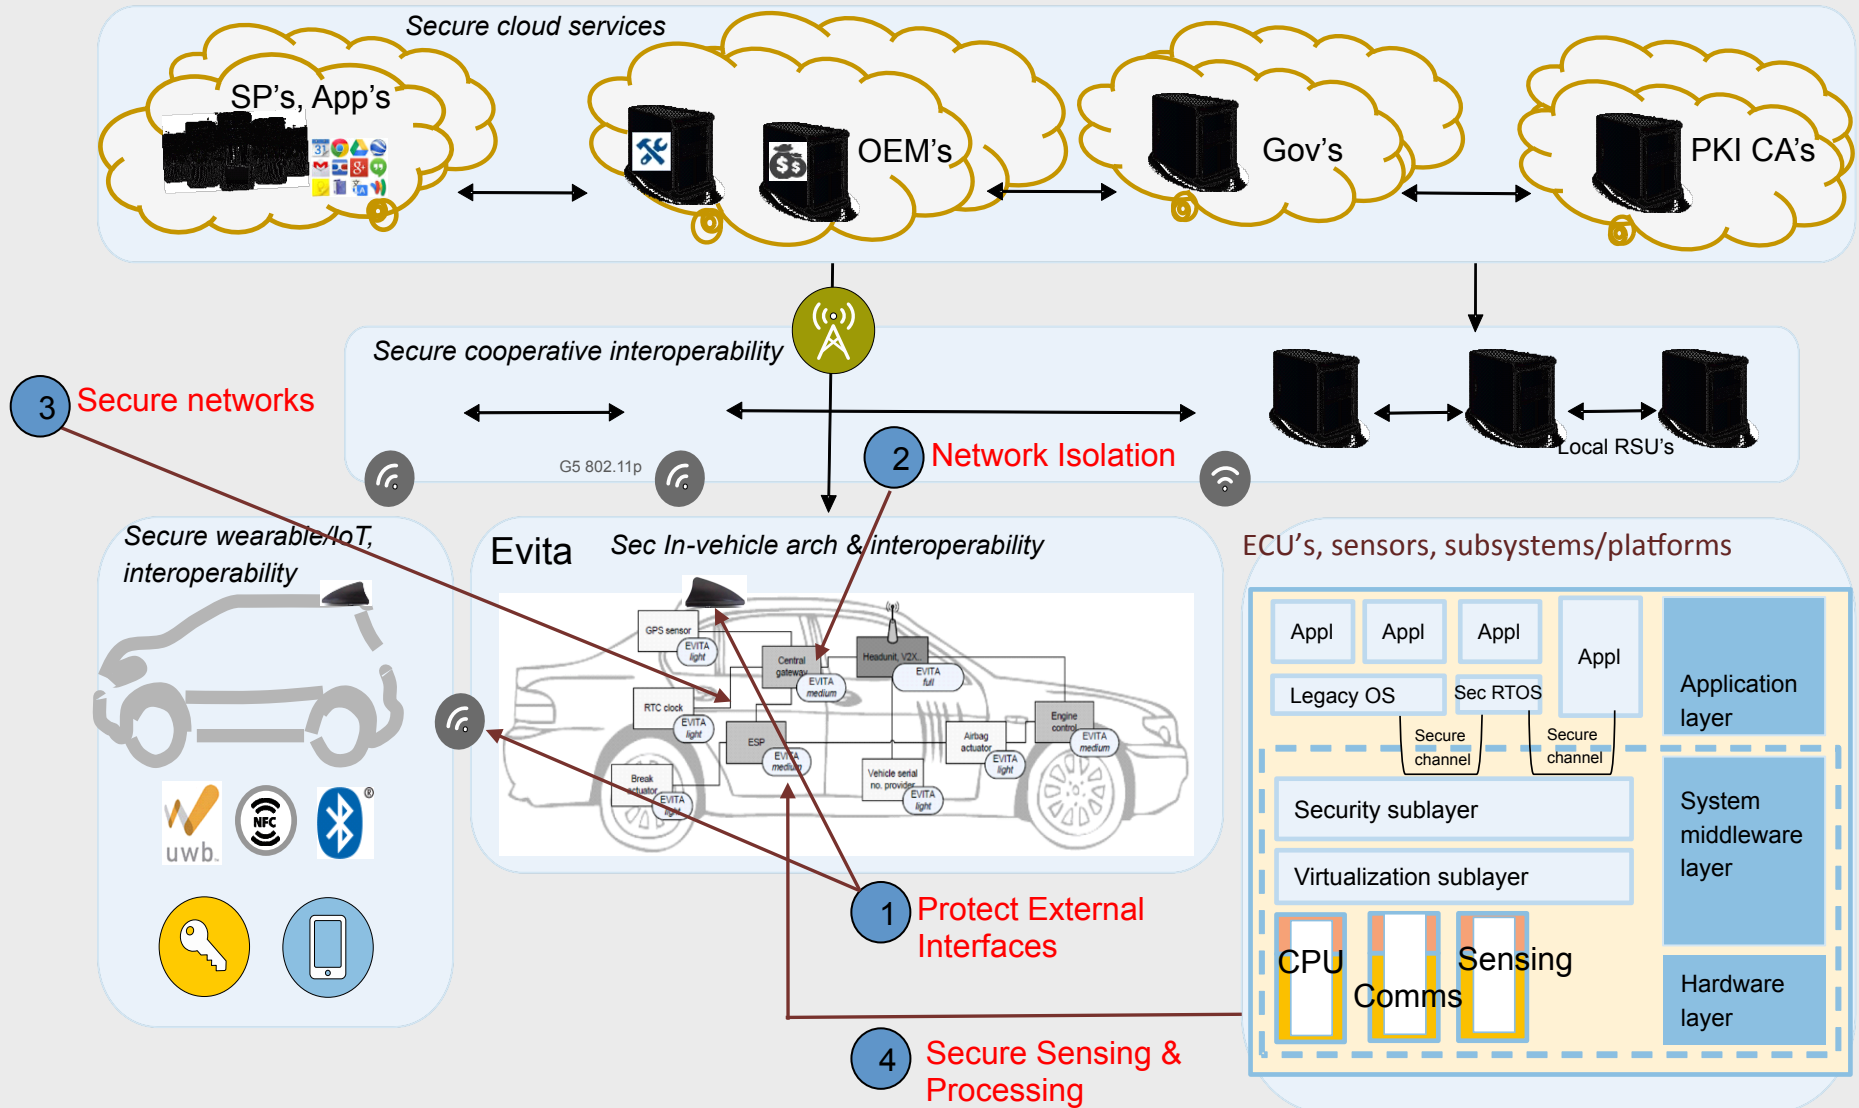 Secure cloud services
SP's, App's
31
OEM's
$$
Gov's
PKI CA's
Secure cooperative interoperability
3 Secure networks
2 Network Isolation
G5 802.11p
Local RSU's
Secure wearable/IoT,
interoperability
Evita
Sec In-vehicle arch & interoperability
GPS sensor
EVITA
light
Central
gateway
EVITA
medium
Headunit, V2X..
EVITA
full
RTC clock
EVITA
light
ESP
EVITA
medium
Airbag
actuator
EVITA
light
Engine
control
EVITA
medium
Break
actuator
EVITA
light
Vehicle serial
no. provider
EVITA
light
uwb
NFC
®
1 Protect External
Interfaces
4 Secure Sensing &
Processing
ECU's, sensors, subsystems/platforms
Appl
Appl
Appl
Appl
Legacy OS
Sec RTOS
Secure
channel
Secure
channel
Security sublayer
Virtualization sublayer
CPU
Comms
Sensing
Application
layer
System
middleware
layer
Hardware
layer